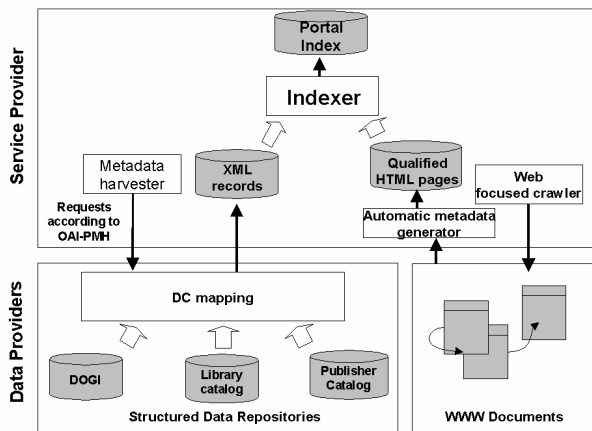 Service Provider
Portal
Index
Indexer
Metadata
harvester
XML
records
Qualified
HTML pages
Web
focused crawler
Requests
according to
OAI-PMH
Automatic metadata
generator
Data Providers
DC mapping
DOGI
Library
catalog
Publisher
Catalog
Structured Data Repositories
WWW Documents